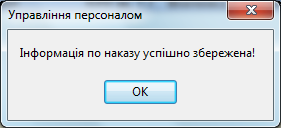 Управління персоналом
Інформація по наказу успішно збережена!
OK